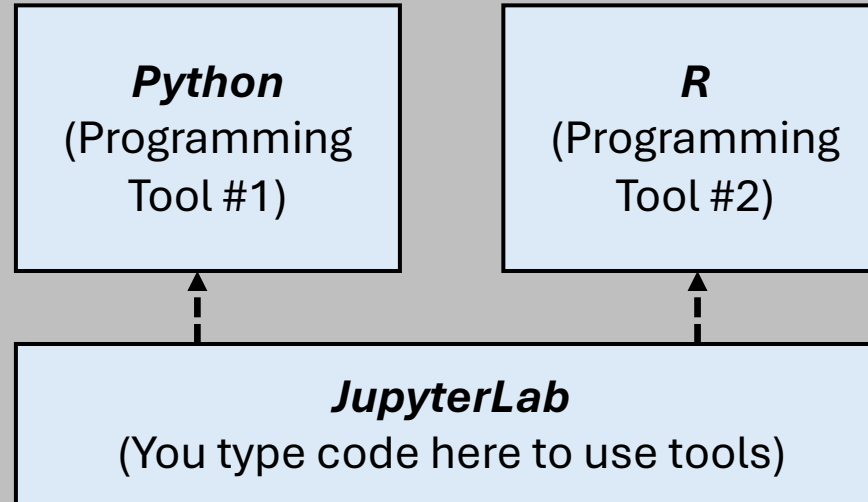 Python
(Programming
Tool #1)
R
(Programming
Tool #2)
JupyterLab
(You type code here to use tools)